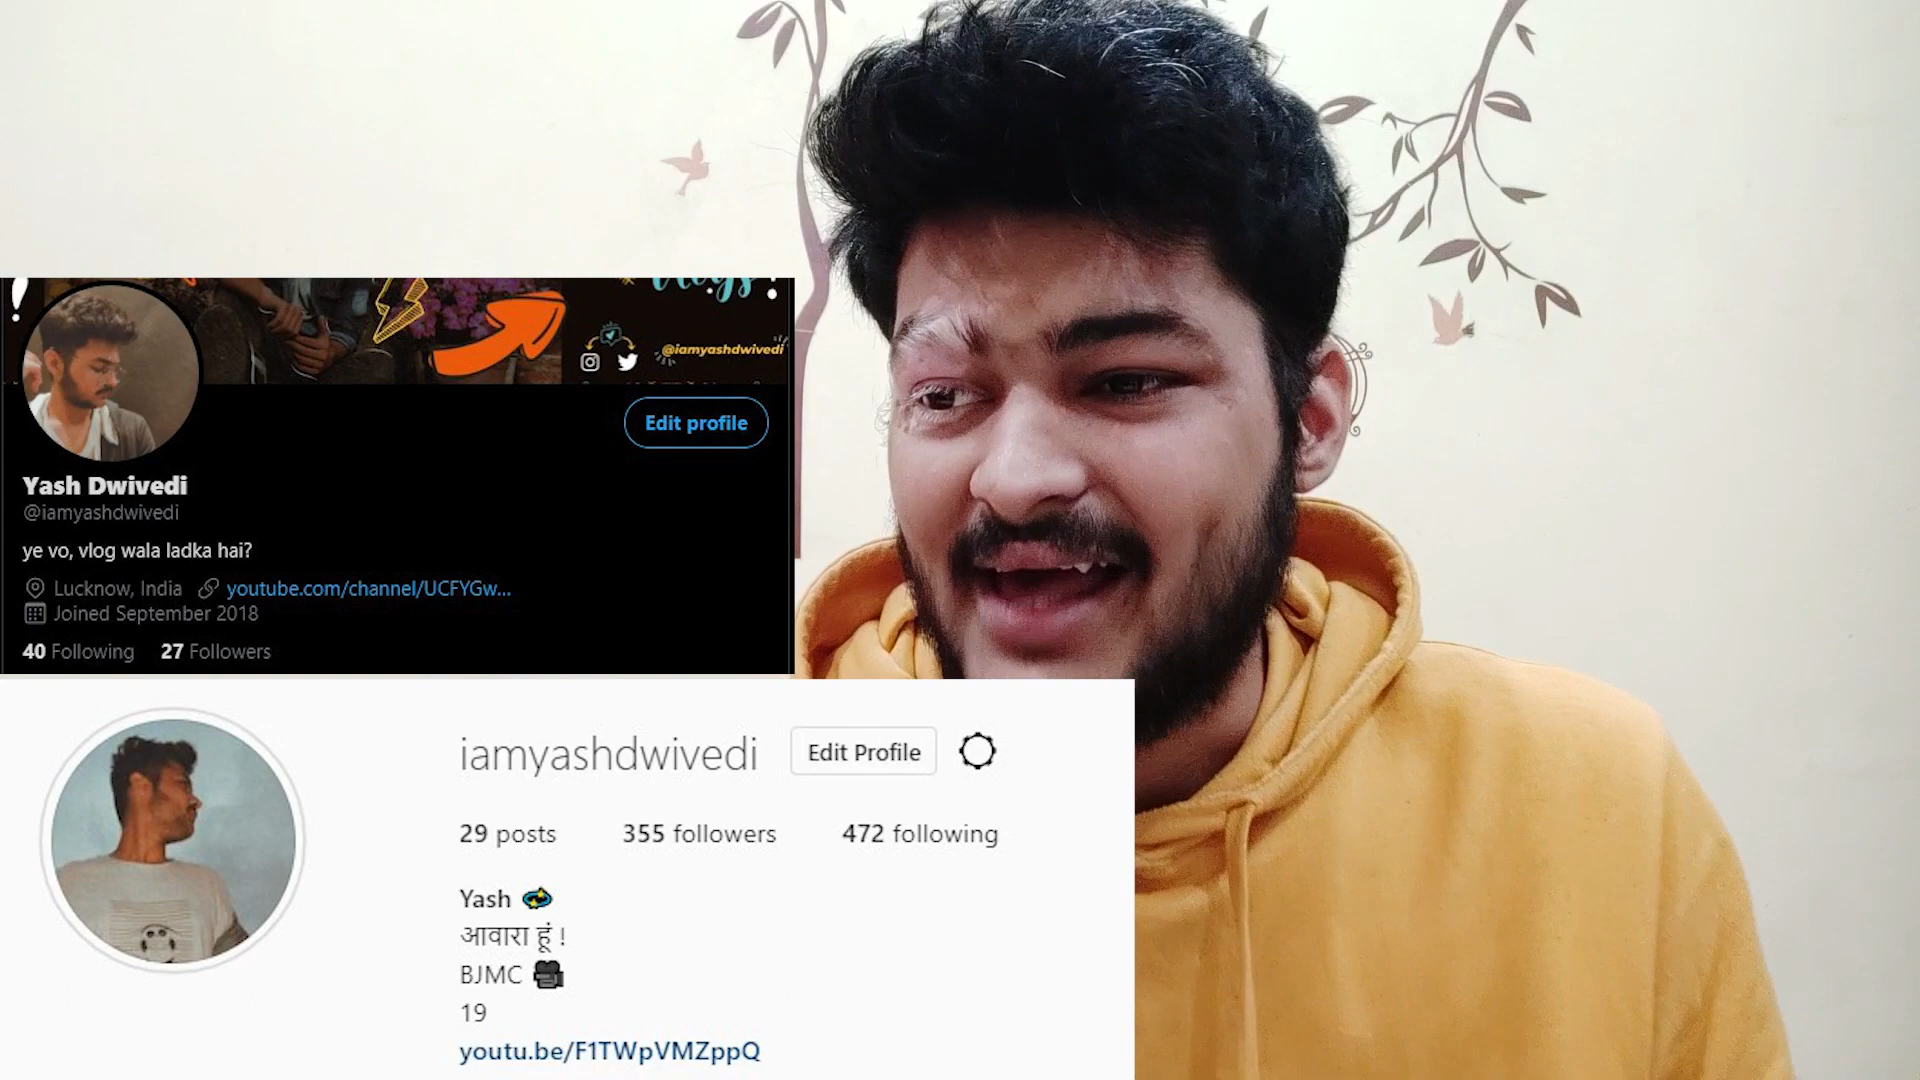 vlogs
@iamyashdwivedi
Edit profile
Yash Dwivedi
@iamyashdwivedi
ye vo, vlog wala ladka hai?
Lucknow, India youtube.com/channel/UCFYGw...
Joined September 2018
40 Following 27 Followers
iamyashdwivedi Edit Profile
29 posts 355 followers 472 following
Yash 💫
आवारा हूं !
BJMC 🎥
19
youtu.be/F1TWpVMZppQ